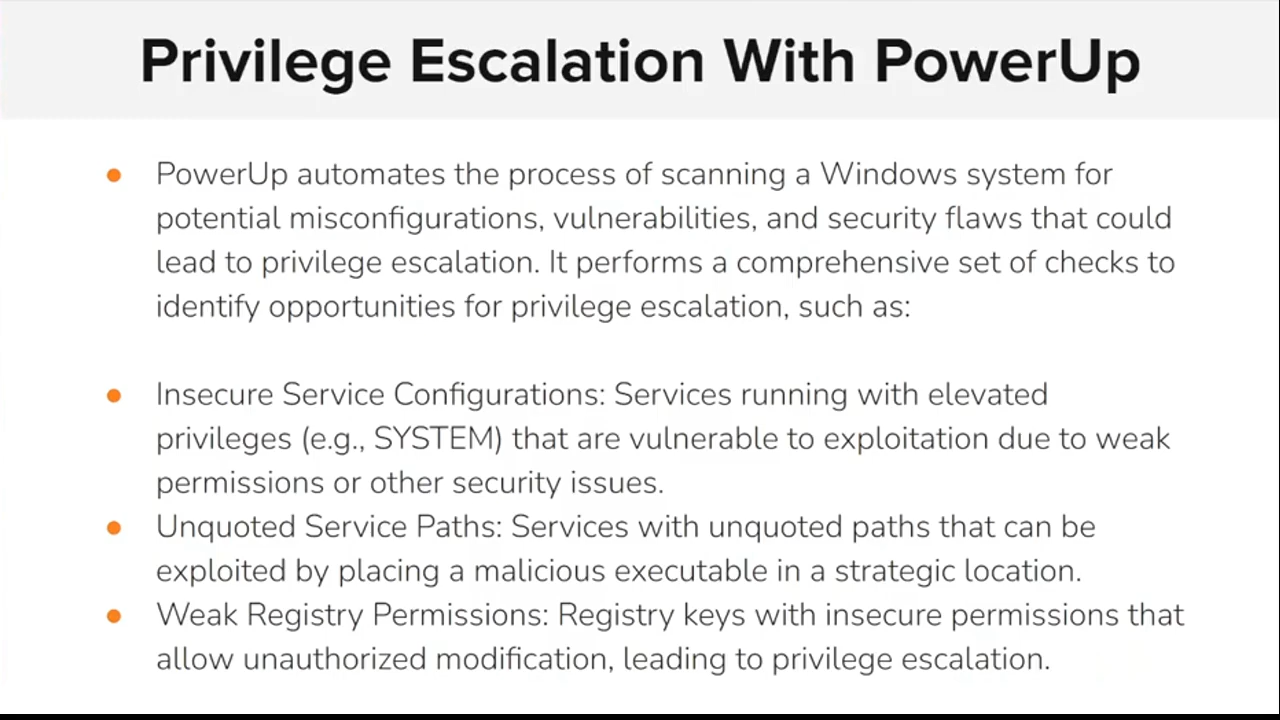 Privilege Escalation With PowerUp
● PowerUp automates the process of scanning a Windows system for
potential misconfigurations, vulnerabilities, and security flaws that could
lead to privilege escalation. It performs a comprehensive set of checks to
identify opportunities for privilege escalation, such as:
● Insecure Service Configurations: Services running with elevated
privileges (e.g., SYSTEM) that are vulnerable to exploitation due to weak
permissions or other security issues.
● Unquoted Service Paths: Services with unquoted paths that can be
exploited by placing a malicious executable in a strategic location.
● Weak Registry Permissions: Registry keys with insecure permissions that
allow unauthorized modification, leading to privilege escalation.